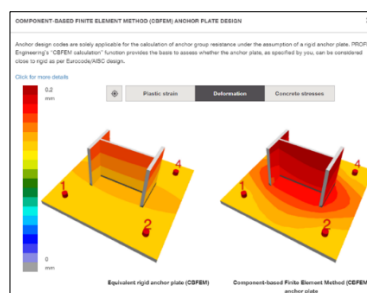 COMPONENT-BASED FINITE ELEMENT METHOD (CBFEM) ANCHOR PLATE DESIGN
Anchor design codes are solely applicable for the calculation of anchor group resistance under the assumption of a rigid anchor plate. PROFIS
Engineering's "CBFEM calculation" function provides the basis to assess whether the anchor plate, as specified by you, can be considered
close to rigid as per Eurocode/AISC design.
Click for more details
Plastic strain Deformation Concrete stresses
0.2
mm
1 2 4
1 2 4
0
mm
Equivalent rigid anchor plate (CBFEM) Component-based Finite Element Method (CBFEM)
anchor plate